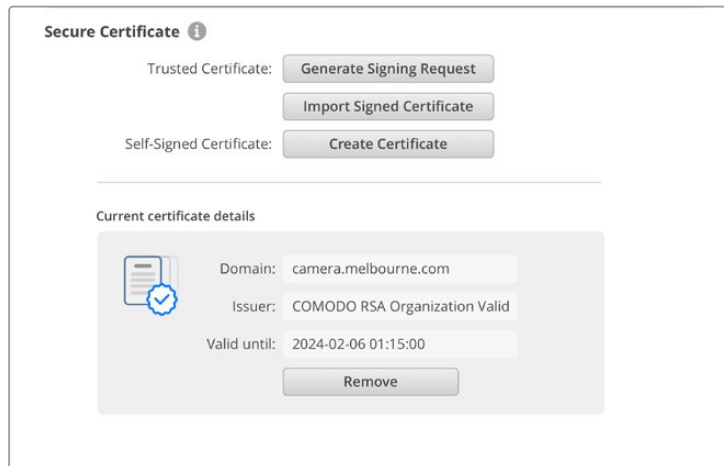 Secure Certificate
Trusted Certificate: Generate Signing Request
Import Signed Certificate
Self-Signed Certificate: Create Certificate
Current certificate details
Domain: camera.melbourne.com
Issuer: COMODO RSA Organization Valid
Valid until: 2024-02-06 01:15:00
Remove